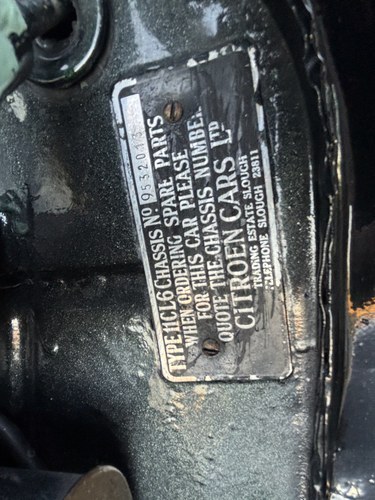 TYPE 11CL6 CHASSIS Nº 9532013
WHEN ORDERING SPARE PARTS
FOR THIS CAR PLEASE
QUOTE THE CHASSIS NUMBER
CITROEN CARS LTD
TRADING ESTATE SLOUGH
TELEPHONE SLOUGH 23811